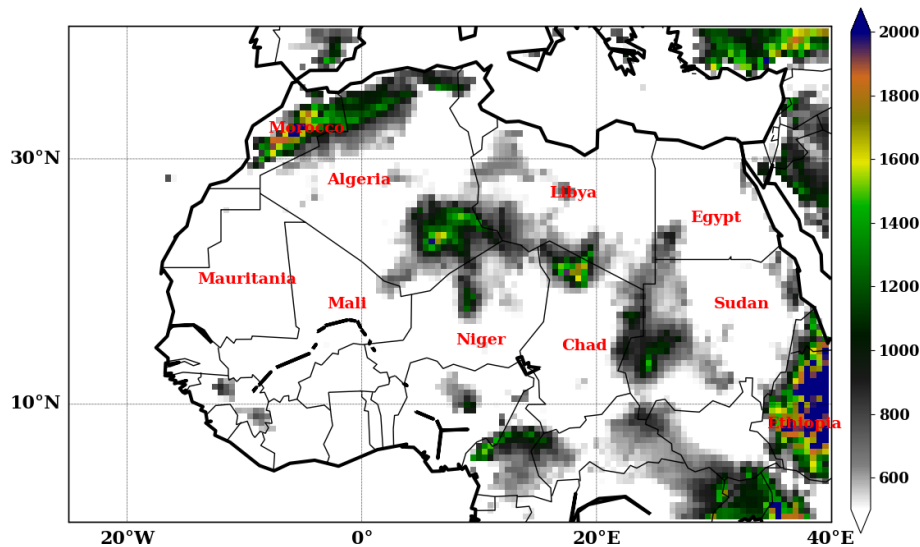 2000
1800
Morocco
1600
30°N
Algeria
Libya
Egypt
1400
Mauritania
Mali
Sudan
1200
Niger
Chad
1000
10°N
Ethiopia
800
600
20°W
0°
20°E
40°E